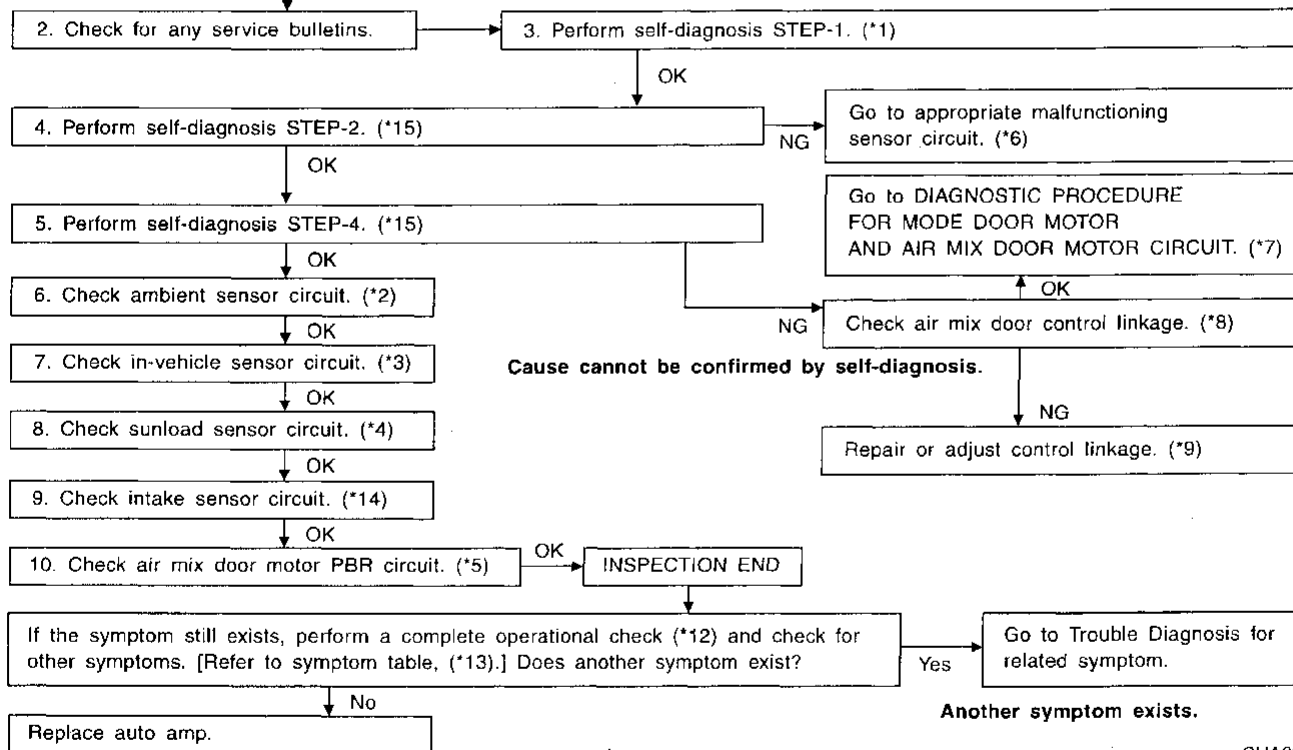 2. Check for any service bulletins.
3. Perform self-diagnosis STEP-1. (*1)
OK
4. Perform self-diagnosis STEP-2. (*15)
NG
Go to appropriate malfunctioning
sensor circuit. (*6)
OK
5. Perform self-diagnosis STEP-4. (*15)
Go to DIAGNOSTIC PROCEDURE
FOR MODE DOOR MOTOR
AND AIR MIX DOOR MOTOR CIRCUIT. (*7)
OK
OK
6. Check ambient sensor circuit. (*2)
NG
Check air mix door control linkage. (*8)
OK
7. Check in-vehicle sensor circuit. (*3)
Cause cannot be confirmed by self-diagnosis.
OK
NG
8. Check sunload sensor circuit. (*4)
Repair or adjust control linkage. (*9)
OK
9. Check intake sensor circuit. (*14)
OK
10. Check air mix door motor PBR circuit. (*5)
OK
INSPECTION END
If the symptom still exists, perform a complete operational check (*12) and check for
other symptoms. [Refer to symptom table, (*13).] Does another symptom exist?
Yes
Go to Trouble Diagnosis for
related symptom.
No
Another symptom exists.
Replace auto amp.